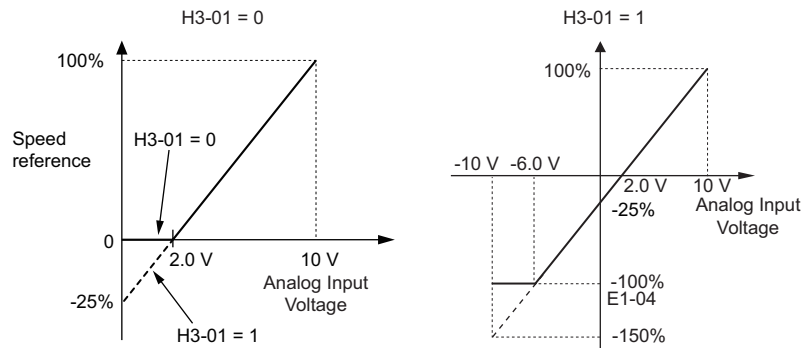 H3-01 = 0
100%
Speed
reference
H3-01 = 0
0
2.0 V
10 V
Analog Input
Voltage
-25%
H3-01 = 1
H3-01 = 1
100%
-10 V
-6.0 V
2.0 V
10 V
Analog Input
Voltage
-25%
-100%
E1-04
-150%